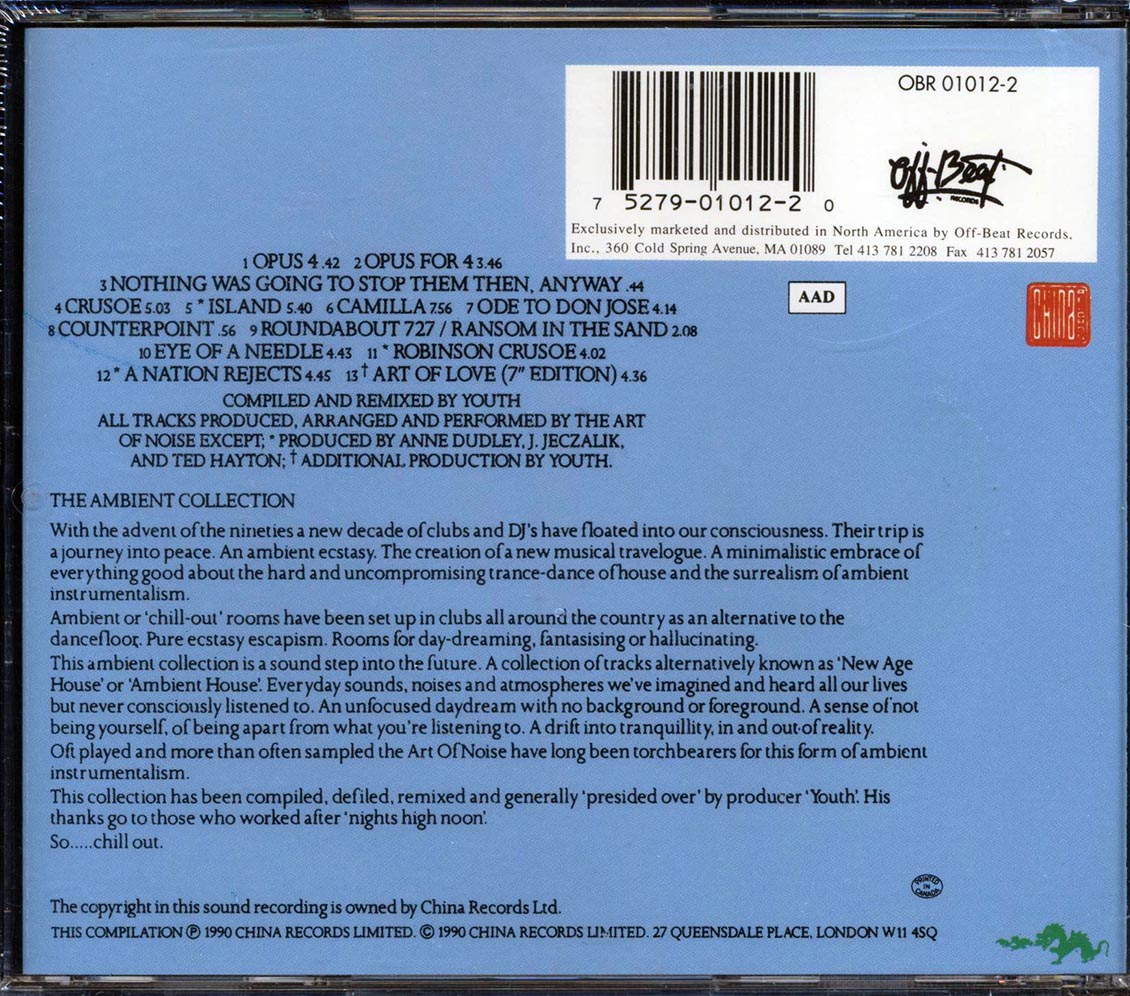 OBR 01012-2
Off-Beat
RECORDS
7 5279-01012-2 0
Exclusively marketed and distributed in North America by Off-Beat Records,
Inc., 360 Cold Spring Avenue, MA 01089 Tel 413 781 2208 Fax 413 781 2057
AAD
CHINA
1 OPUS 4 .42 2 OPUS FOR 4 3.46
3 NOTHING WAS GOING TO STOP THEM THEN, ANYWAY .44
4 CRUSOE 5.03 5 * ISLAND 5.40 6 CAMILLA 7.56 7 ODE TO DON JOSE 4.14
8 COUNTERPOINT .56 9 ROUNDABOUT 727 / RANSOM IN THE SAND 2.08
10 EYE OF A NEEDLE 4.43 11 * ROBINSON CRUSOE 4.02
12 * A NATION REJECTS 4.45 13 † ART OF LOVE (7" EDITION) 4.36
COMPILED AND REMIXED BY YOUTH
ALL TRACKS PRODUCED, ARRANGED AND PERFORMED BY THE ART
OF NOISE EXCEPT; * PRODUCED BY ANNE DUDLEY, J. JECZALIK,
AND TED HAYTON; † ADDITIONAL PRODUCTION BY YOUTH.
THE AMBIENT COLLECTION
With the advent of the nineties a new decade of clubs and DJ's have floated into our consciousness. Their trip is
a journey into peace. An ambient ecstasy. The creation of a new musical travelogue. A minimalistic embrace of
everything good about the hard and uncompromising trance-dance of house and the surrealism of ambient
instrumentalism.
Ambient or 'chill-out' rooms have been set up in clubs all around the country as an alternative to the
dancefloor. Pure ecstasy escapism. Rooms for day-dreaming, fantasising or hallucinating.
This ambient collection is a sound step into the future. A collection of tracks alternatively known as 'New Age
House' or 'Ambient House'. Everyday sounds, noises and atmospheres we've imagined and heard all our lives
but never consciously listened to. An unfocused daydream with no background or foreground. A sense of not
being yourself, of being apart from what you're listening to. A drift into tranquillity, in and out of reality.
Oft played and more than often sampled the Art Of Noise have long been torchbearers for this form of ambient
instrumentalism.
This collection has been compiled, defiled, remixed and generally 'presided over' by producer 'Youth'. His
thanks go to those who worked after 'nights high noon'.
So.....chill out.
PRINTED
IN
CANADA
The copyright in this sound recording is owned by China Records Ltd.
THIS COMPILATION ℗ 1990 CHINA RECORDS LIMITED. © 1990 CHINA RECORDS LIMITED. 27 QUEENSDALE PLACE, LONDON W11 4SQ